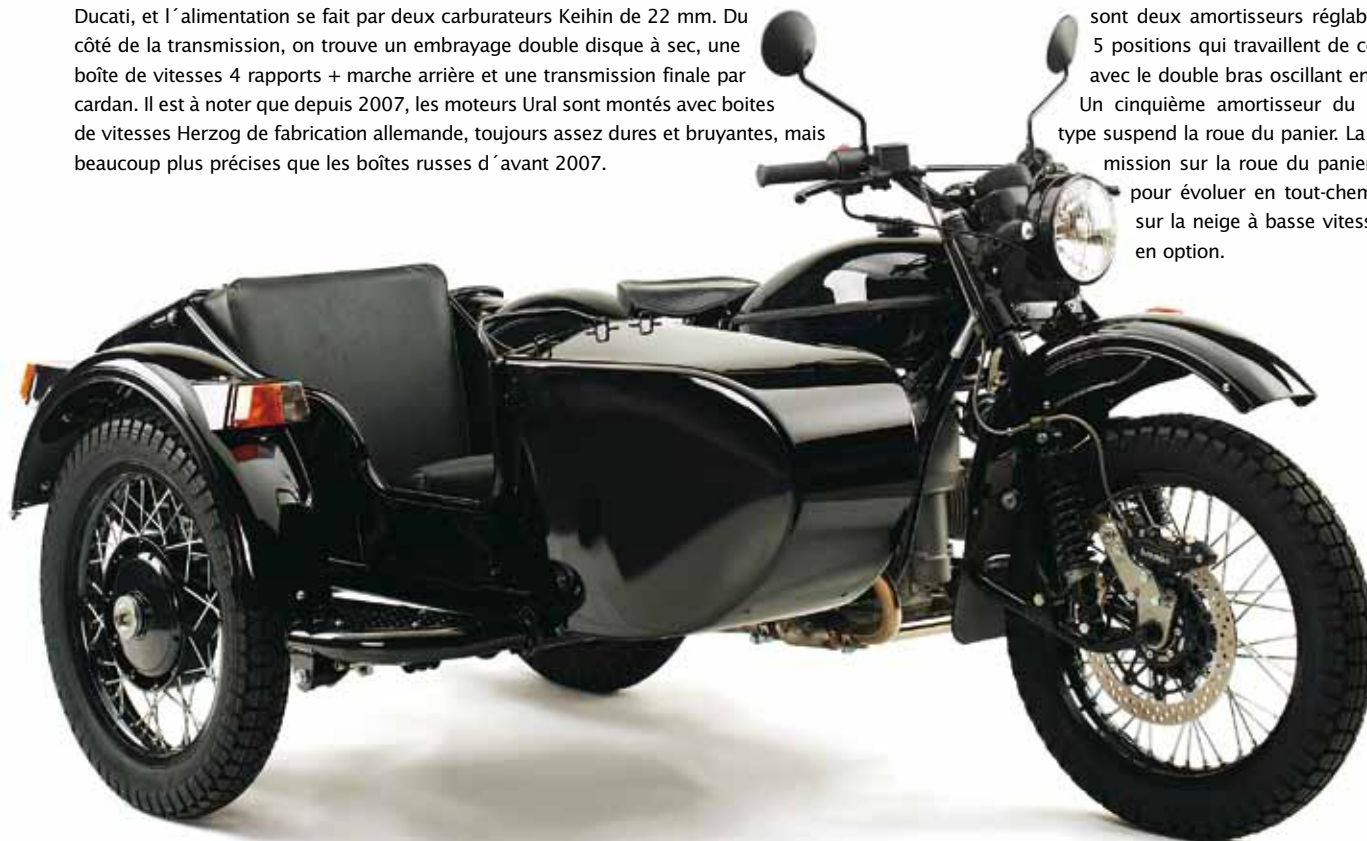 Ducati, et l´alimentation se fait par deux carburateurs Keihin de 22 mm. Du
côté de la transmission, on trouve un embrayage double disque à sec, une
boîte de vitesses 4 rapports + marche arrière et une transmission finale par
cardan. Il est à noter que depuis 2007, les moteurs Ural sont montés avec boites
de vitesses Herzog de fabrication allemande, toujours assez dures et bruyantes, mais
beaucoup plus précises que les boîtes russes d´avant 2007.
sont deux amortisseurs
5 positions qui travaillent de
avec le double bras oscillant
Un cinquième amortisseur du
type suspend la roue du panier. La
mission sur la roue du panier
pour évoluer en
sur la neige à basse
en option.